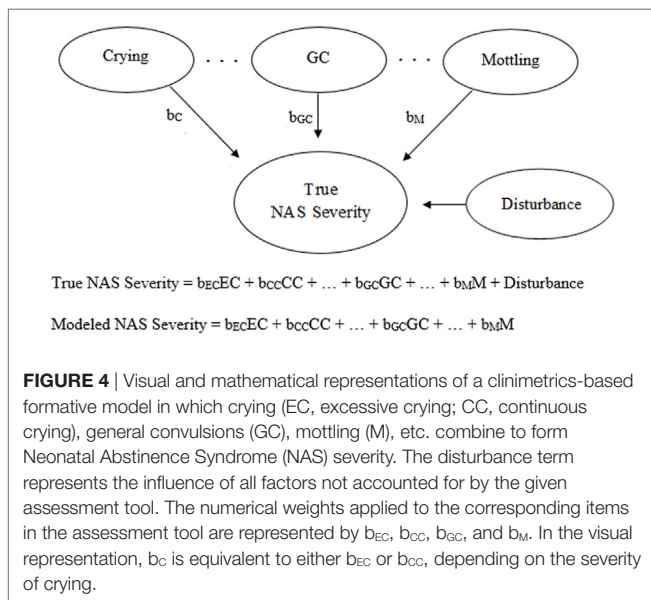 Crying . . . GC . . . Mottling
bC bGC bM
True
NAS Severity
Disturbance
True NAS Severity = bECEC + bCCCC + ... + bGCGC + ... + bMM + Disturbance
Modeled NAS Severity = bECEC + bCCCC + ... + bGCGC + ... + bMM
FIGURE 4 | Visual and mathematical representations of a clinimetrics-based
formative model in which crying (EC, excessive crying; CC, continuous
crying), general convulsions (GC), mottling (M), etc. combine to form
Neonatal Abstinence Syndrome (NAS) severity. The disturbance term
represents the influence of all factors not accounted for by the given
assessment tool. The numerical weights applied to the corresponding items
in the assessment tool are represented by bEC, bCC, bGC, and bM. In the visual
representation, bC is equivalent to either bEC or bCC, depending on the severity
of crying.